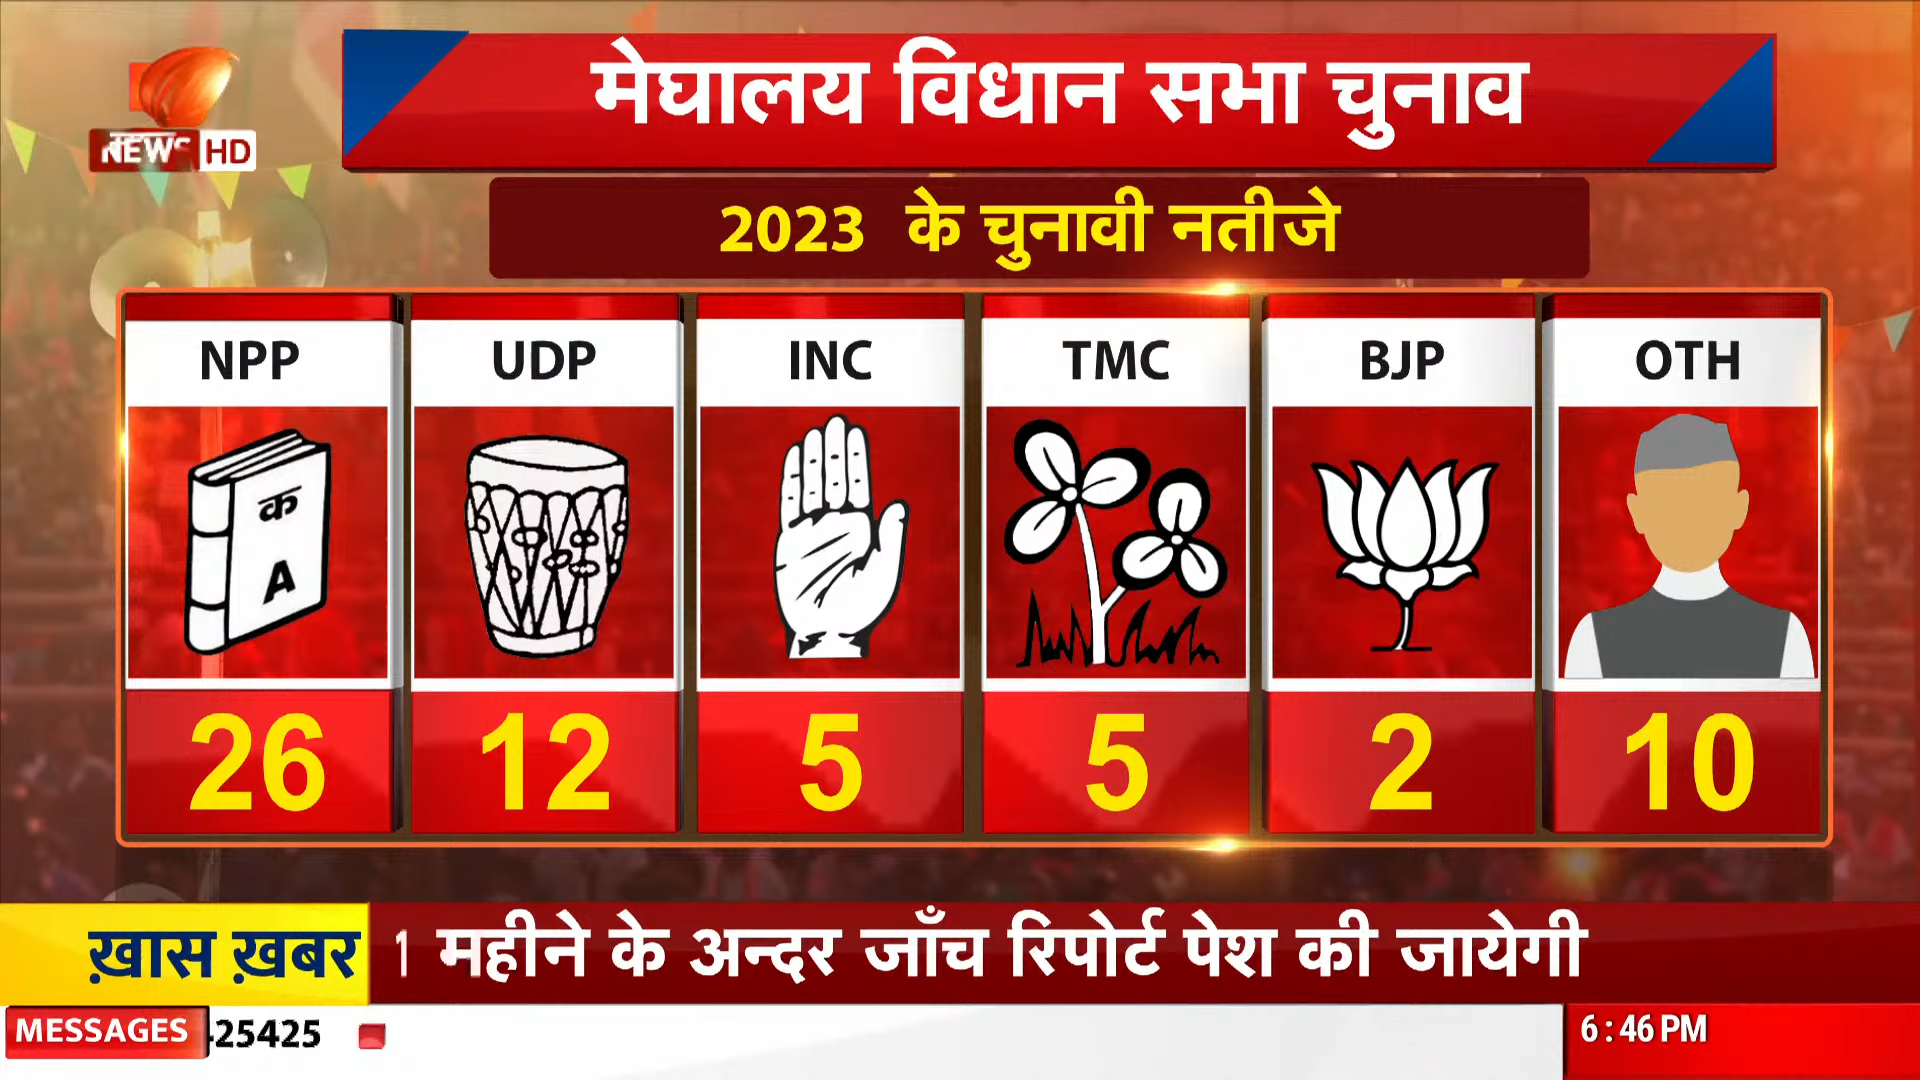 NEWS HD
मेघालय विधान सभा चुनाव
2023 के चुनावी नतीजे
NPP UDP INC TMC BJP OTH
क
A
26 12 5 5 2 10
ख़ास ख़बर 1 महीने के अन्दर जाँच रिपोर्ट पेश की जायेगी
MESSAGES 25425 6:46 PM